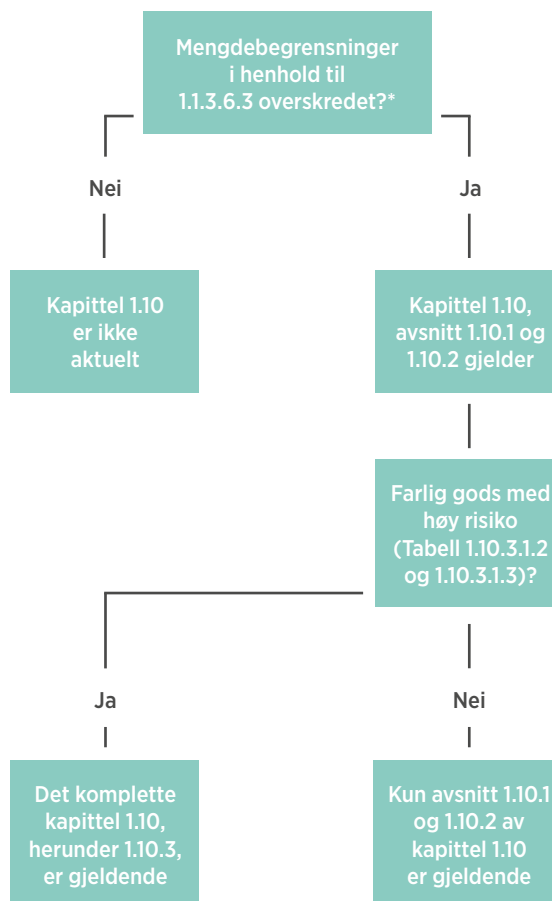 Mengdebegrensninger
i henhold til
1.1.3.6.3 overskredet?*
Nei
Ja
Kapittel 1.10
er ikke
aktuelt
Kapittel 1.10,
avsnitt 1.10.1 og
1.10.2 gjelder
Farlig gods med
høy risiko
(Tabell 1.10.3.1.2
og 1.10.3.1.3)?
Ja
Nei
Det komplette
kapittel 1.10,
herunder 1.10.3,
er gjeldende
Kun avsnitt 1.10.1
og 1.10.2 av
kapittel 1.10
er gjeldende